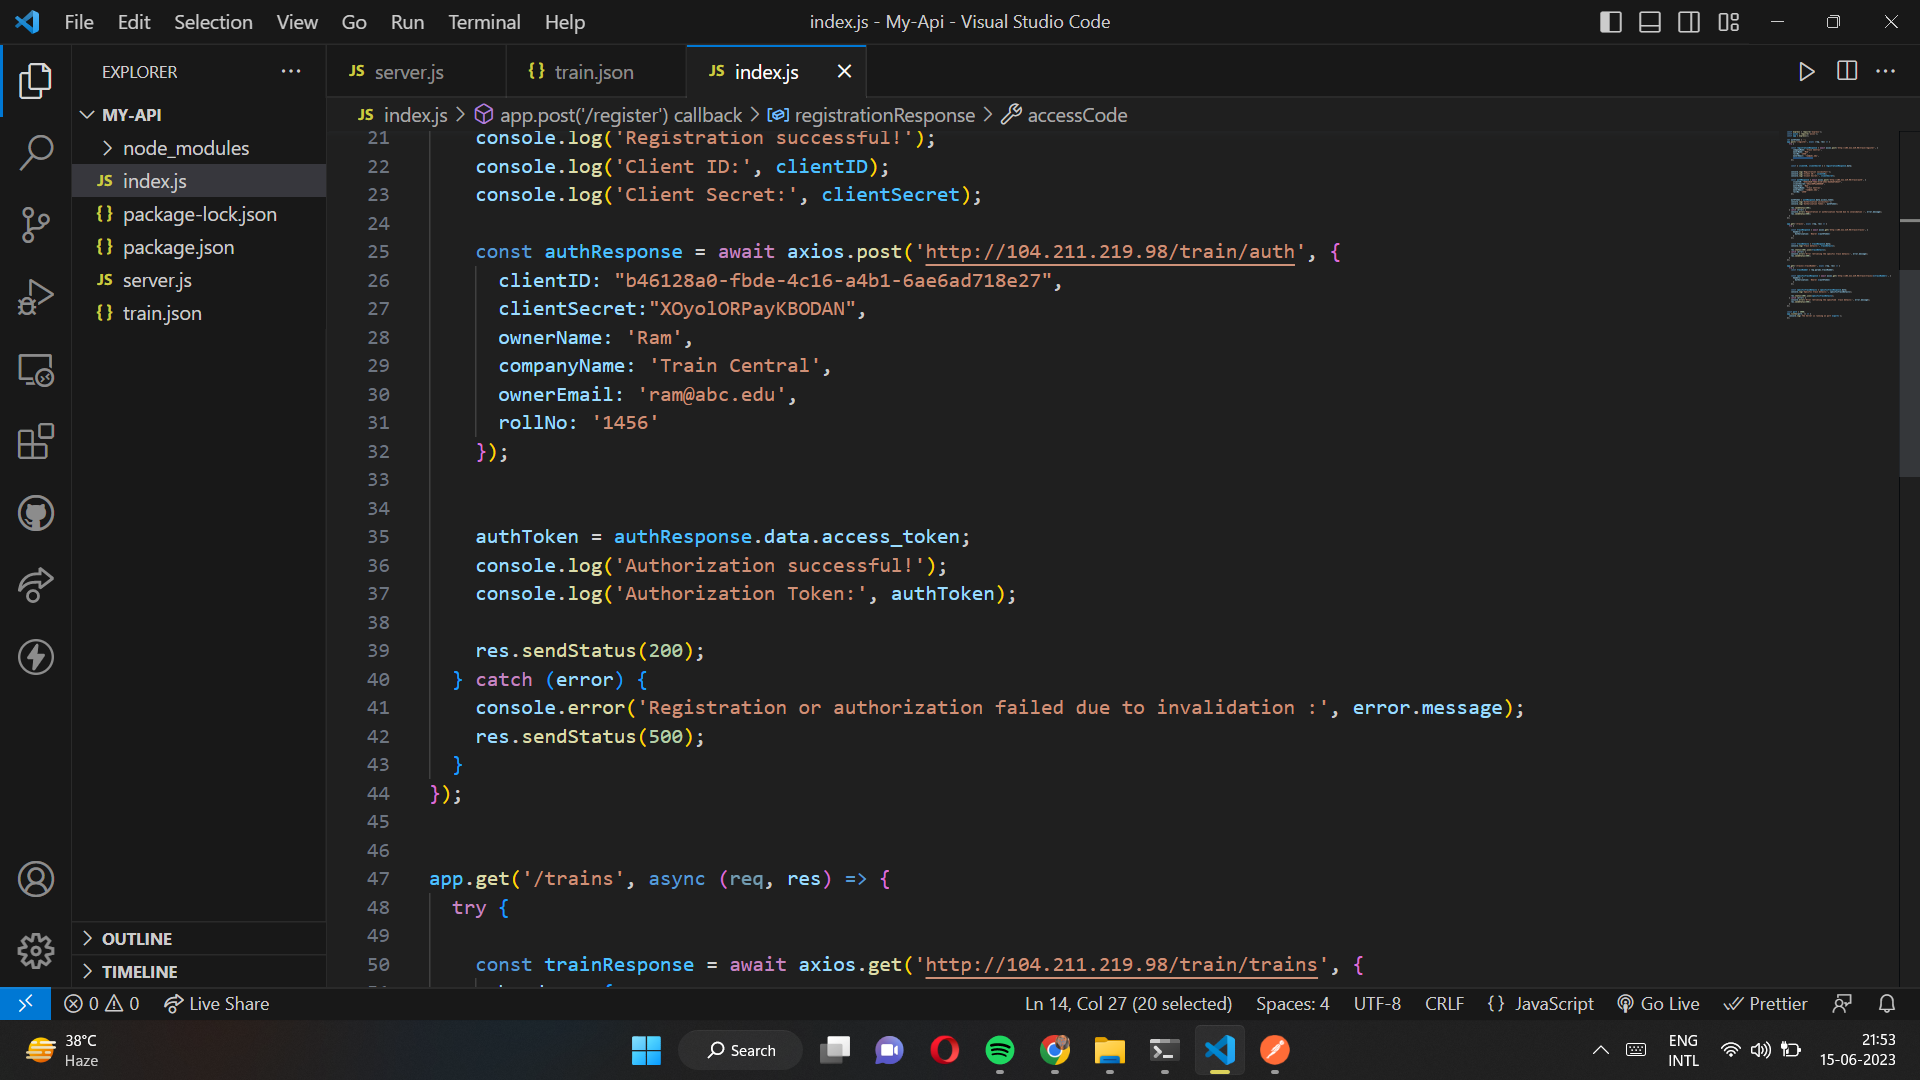 File Edit Selection View Go Run Terminal Help
index.js - My-Api - Visual Studio Code
EXPLORER
MY-API
node_modules
JS index.js
{} package-lock.json
{} package.json
JS server.js
{} train.json
OUTLINE
TIMELINE
JS server.js {} train.json JS index.js
JS index.js > app.post('/register') callback > registrationResponse > accessCode
21 console.log('Registration successful!');
22 console.log('Client ID:', clientID);
23 console.log('Client Secret:', clientSecret);
24
25 const authResponse = await axios.post('http://104.211.219.98/train/auth', {
26 clientID: "b46128a0-fbde-4c16-a4b1-6ae6ad718e27",
27 clientSecret:"XOyolORPayKBODAN",
28 ownerName: 'Ram',
29 companyName: 'Train Central',
30 ownerEmail: 'ram@abc.edu',
31 rollNo: '1456'
32 });
33
34
35 authToken = authResponse.data.access_token;
36 console.log('Authorization successful!');
37 console.log('Authorization Token:', authToken);
38
39 res.sendStatus(200);
40 } catch (error) {
41 console.error('Registration or authorization failed due to invalidation :', error.message);
42 res.sendStatus(500);
43 }
44 });
45
46
47 app.get('/trains', async (req, res) => {
48 try {
49
50 const trainResponse = await axios.get('http://104.211.219.98/train/trains', {
0 0 Live Share
Ln 14, Col 27 (20 selected) Spaces: 4 UTF-8 CRLF {} JavaScript Go Live Prettier
38°C
Haze
Search
ENG
INTL
21:53
15-06-2023